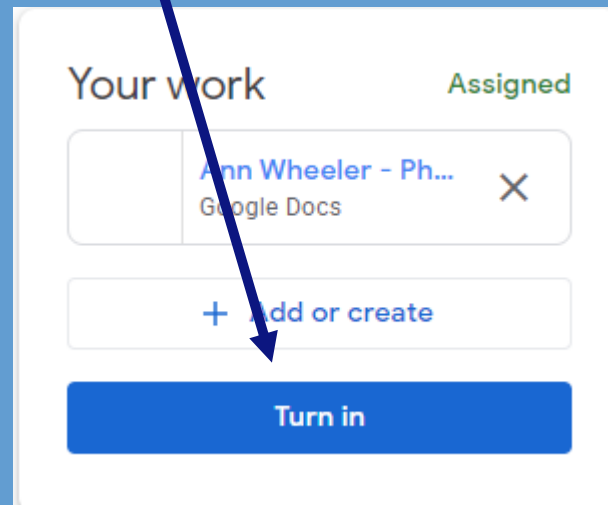 Your work
Assigned
Ann Wheeler - Ph...
Google Docs
+ Add or create
Turn in